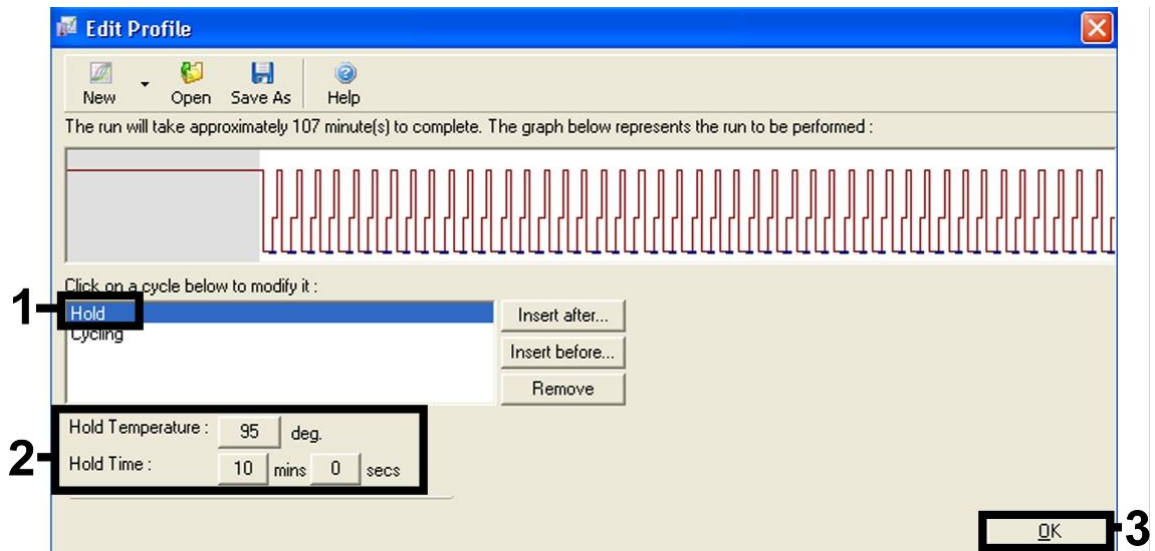 Edit Profile
New Open Save As Help
The run will take approximately 107 minute(s) to complete. The graph below represents the run to be performed :
Click on a cycle below to modify it :
1
Hold
Insert after...
Cycling
Insert before...
Remove
2
Hold Temperature : 95 deg.
Hold Time : 10 mins 0 secs
OK
3